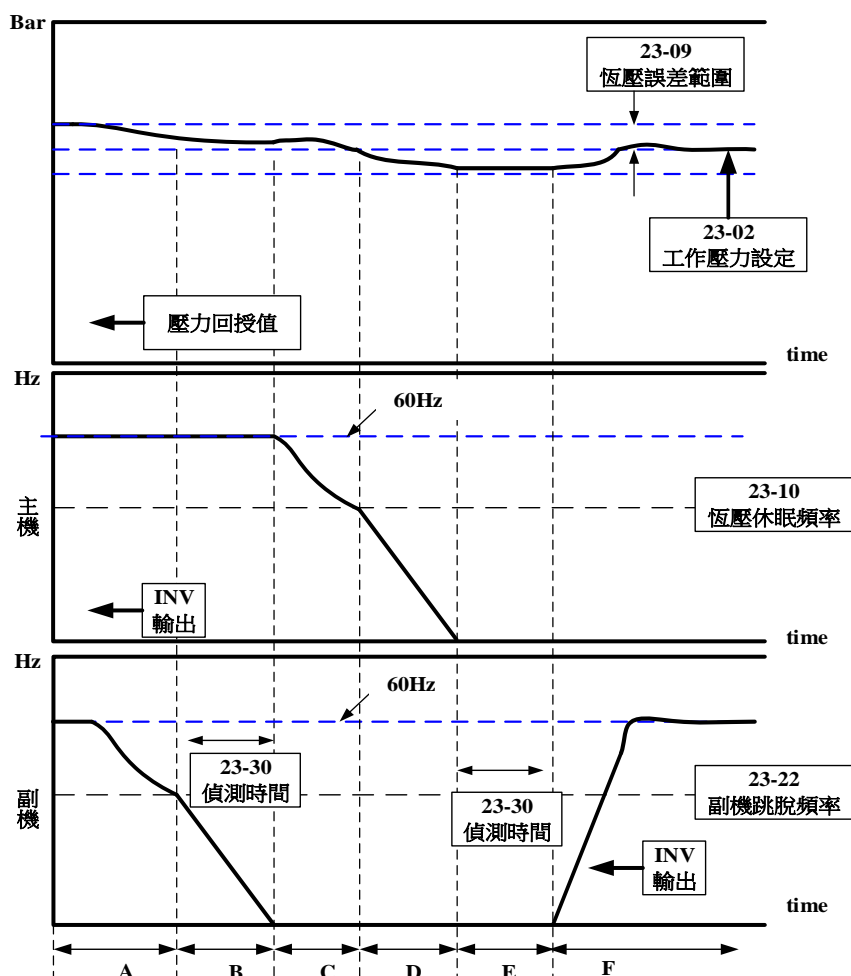 Bar
23-09
恆壓誤差範圍
23-02
工作壓力設定
壓力回授值
time
Hz
60Hz
主機
23-10
恆壓休眠頻率
INV
輸出
time
Hz
60Hz
23-30
偵測時間
23-30
偵測時間
副機
23-22
副機跳脫頻率
INV
輸出
time
A
B
C
D
E
F